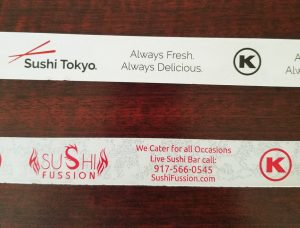 Sushi Tokyo.
Always Fresh.
Always Delicious.
K
A
Al
SUSHI
FUSSION
We Cater for all Occasions
Live Sushi Bar call:
917-566-0545
SushiFussion.com
K